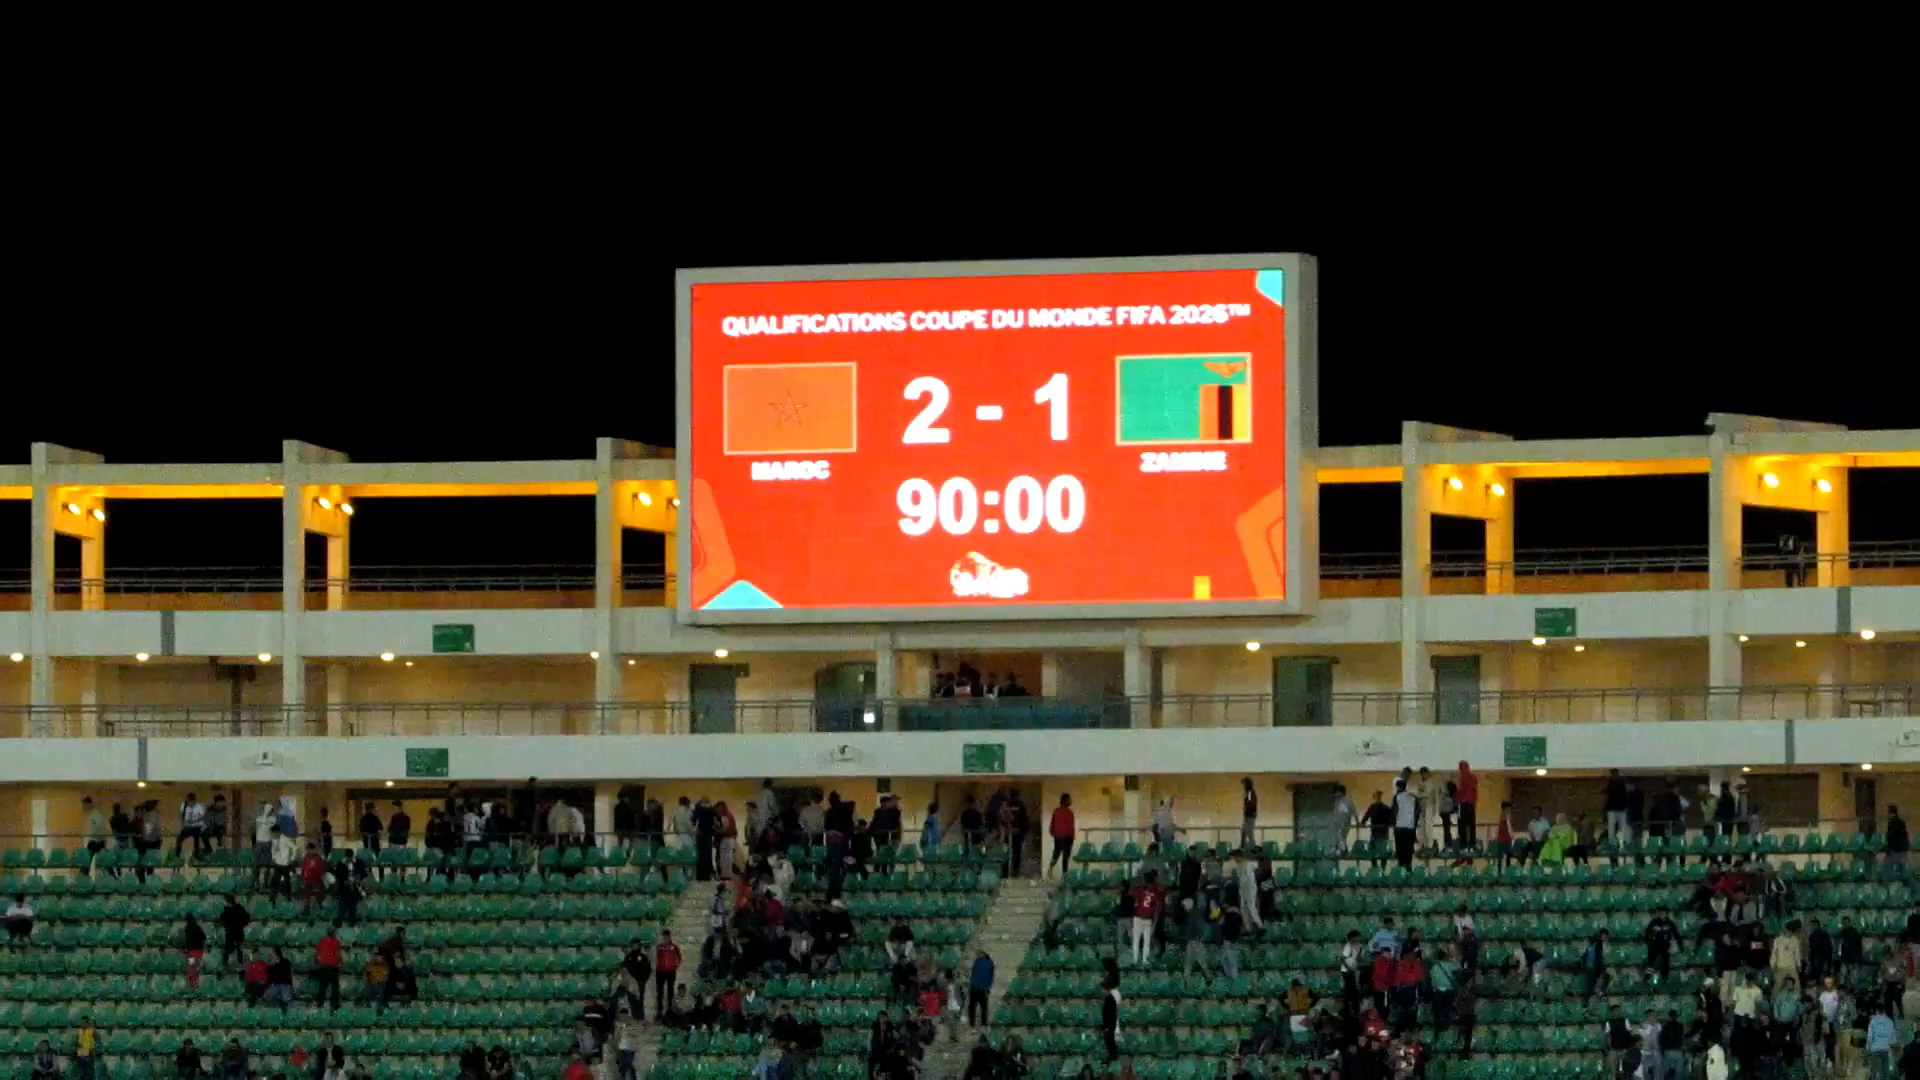 QUALIFICATIONS COUPE DU MONDE FIFA 2026™
2 - 1
MAROC
ZAMBIE
90:00